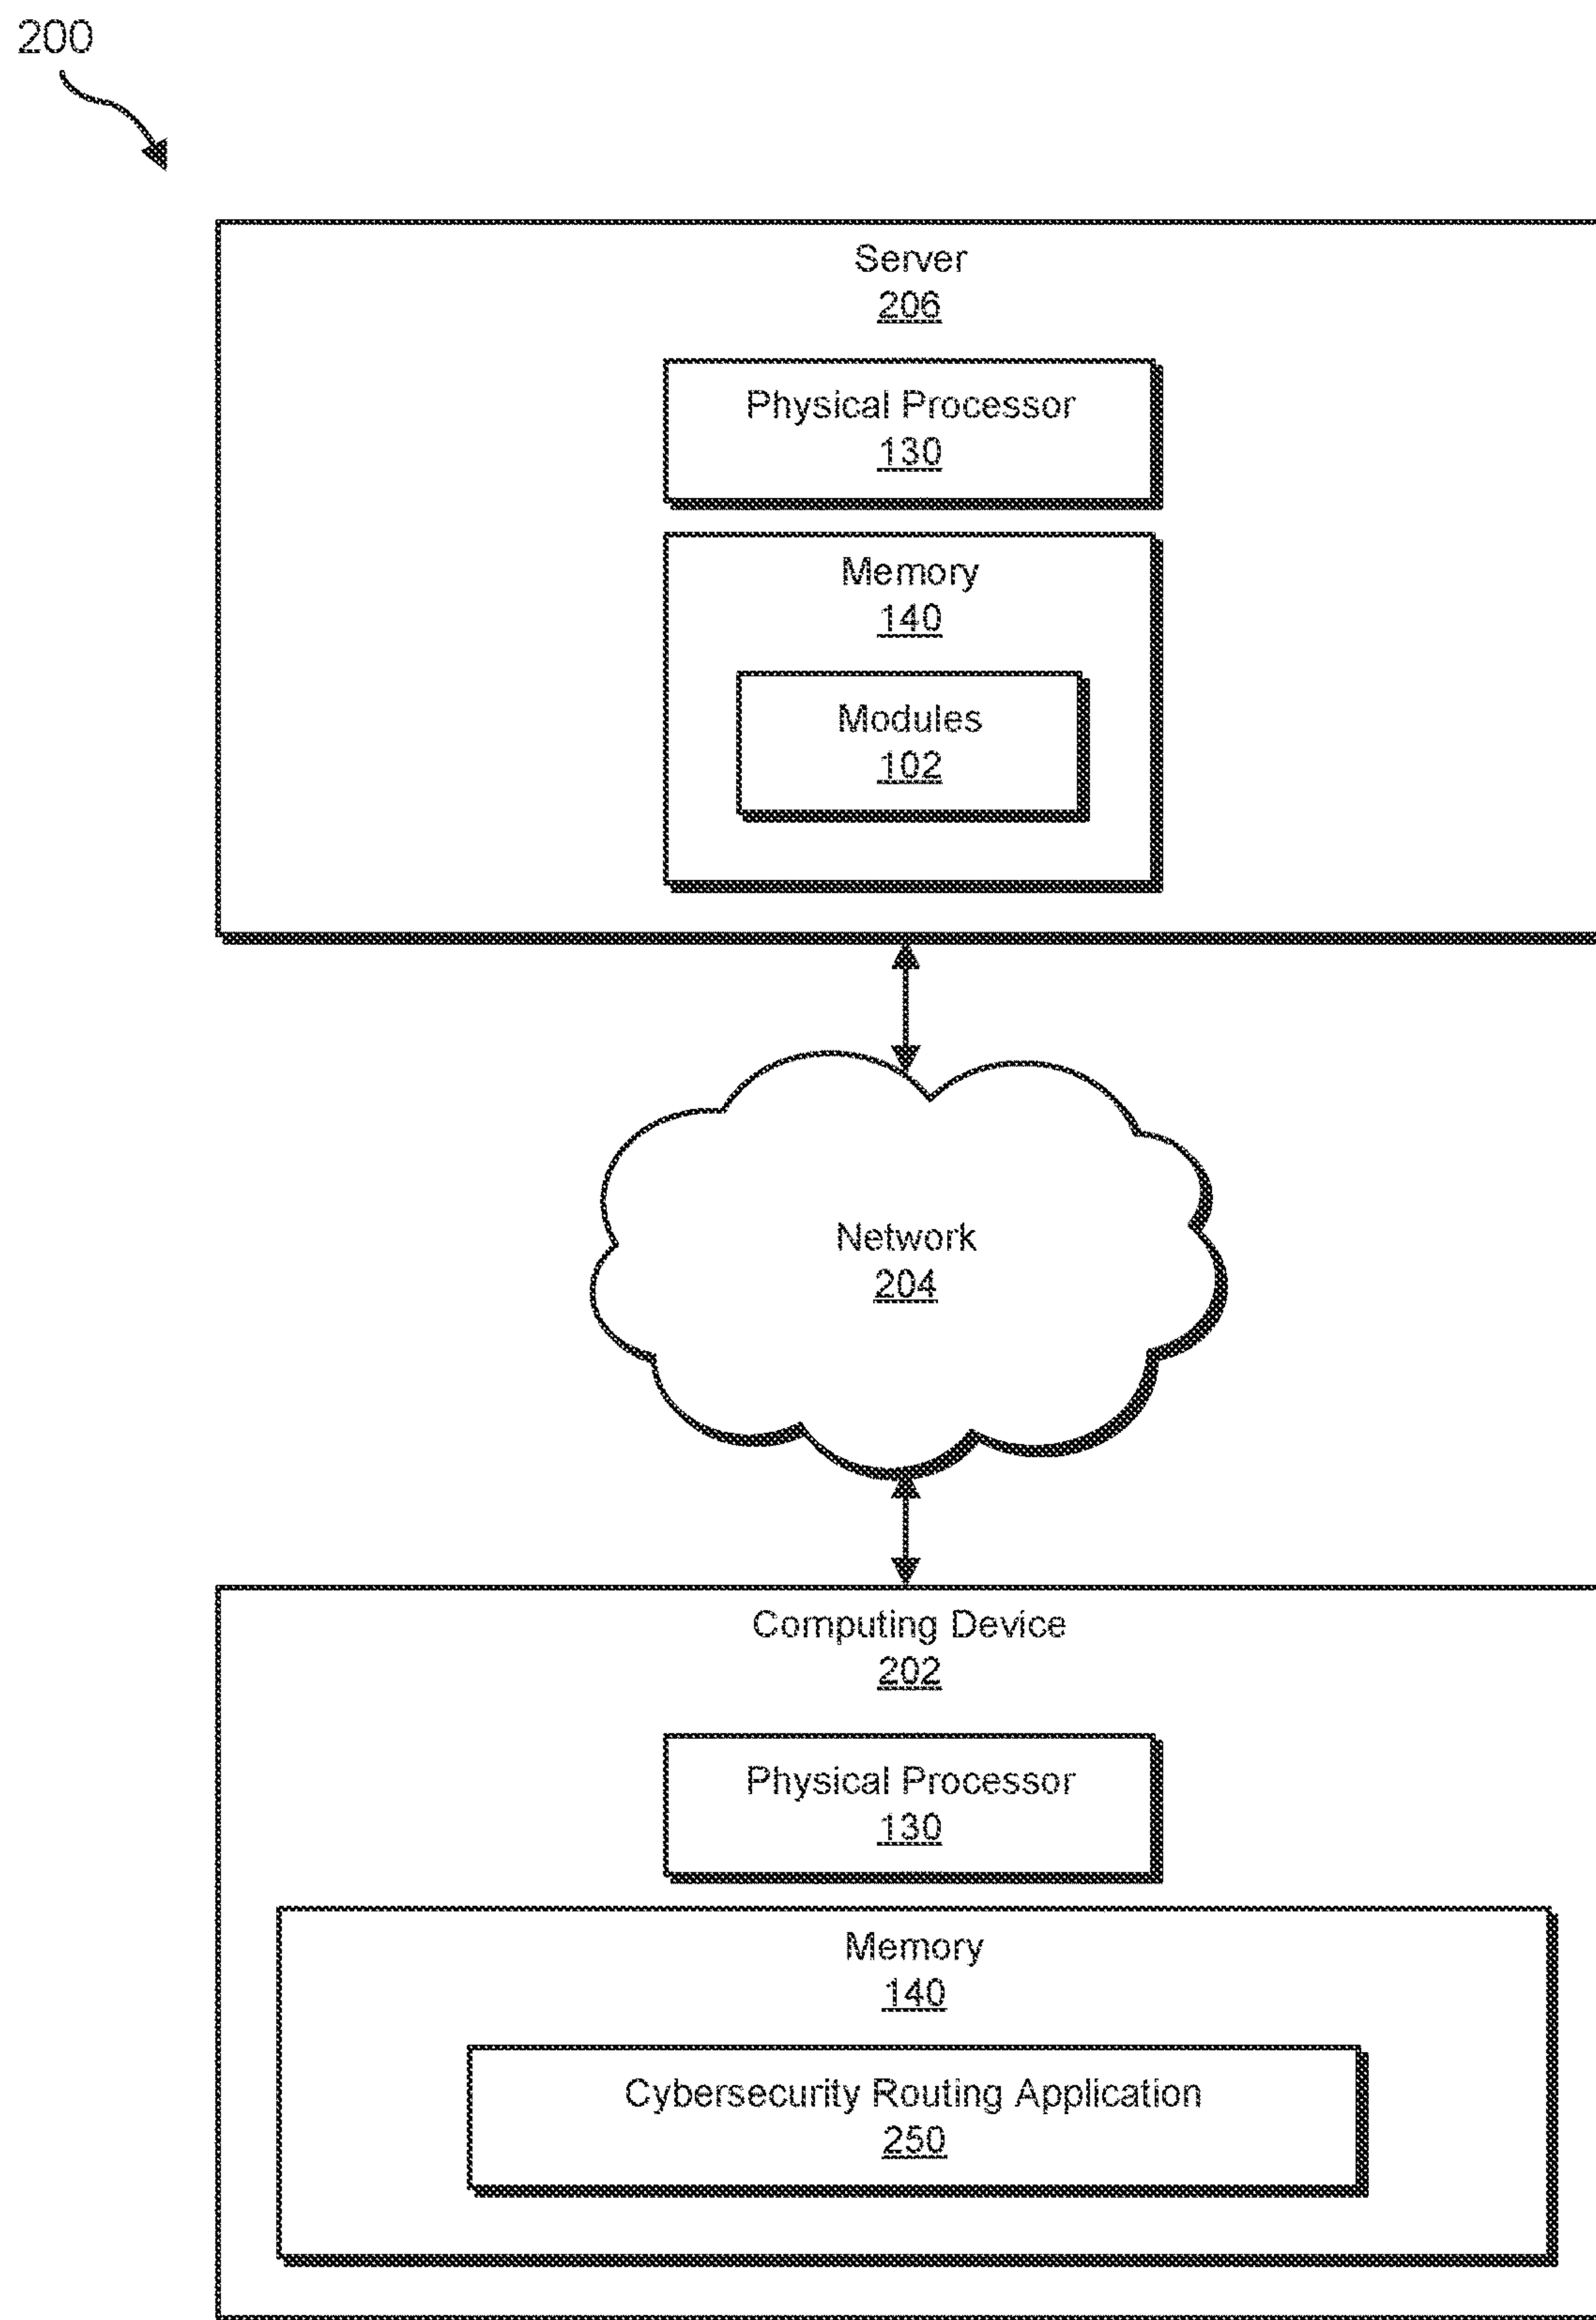 200
Server
206
Physical Processor
130
Memory
140
Modules
102
Network
204
Computing Device
202
Physical Processor
130
Memory
140
Cybersecurity Routing Application
250